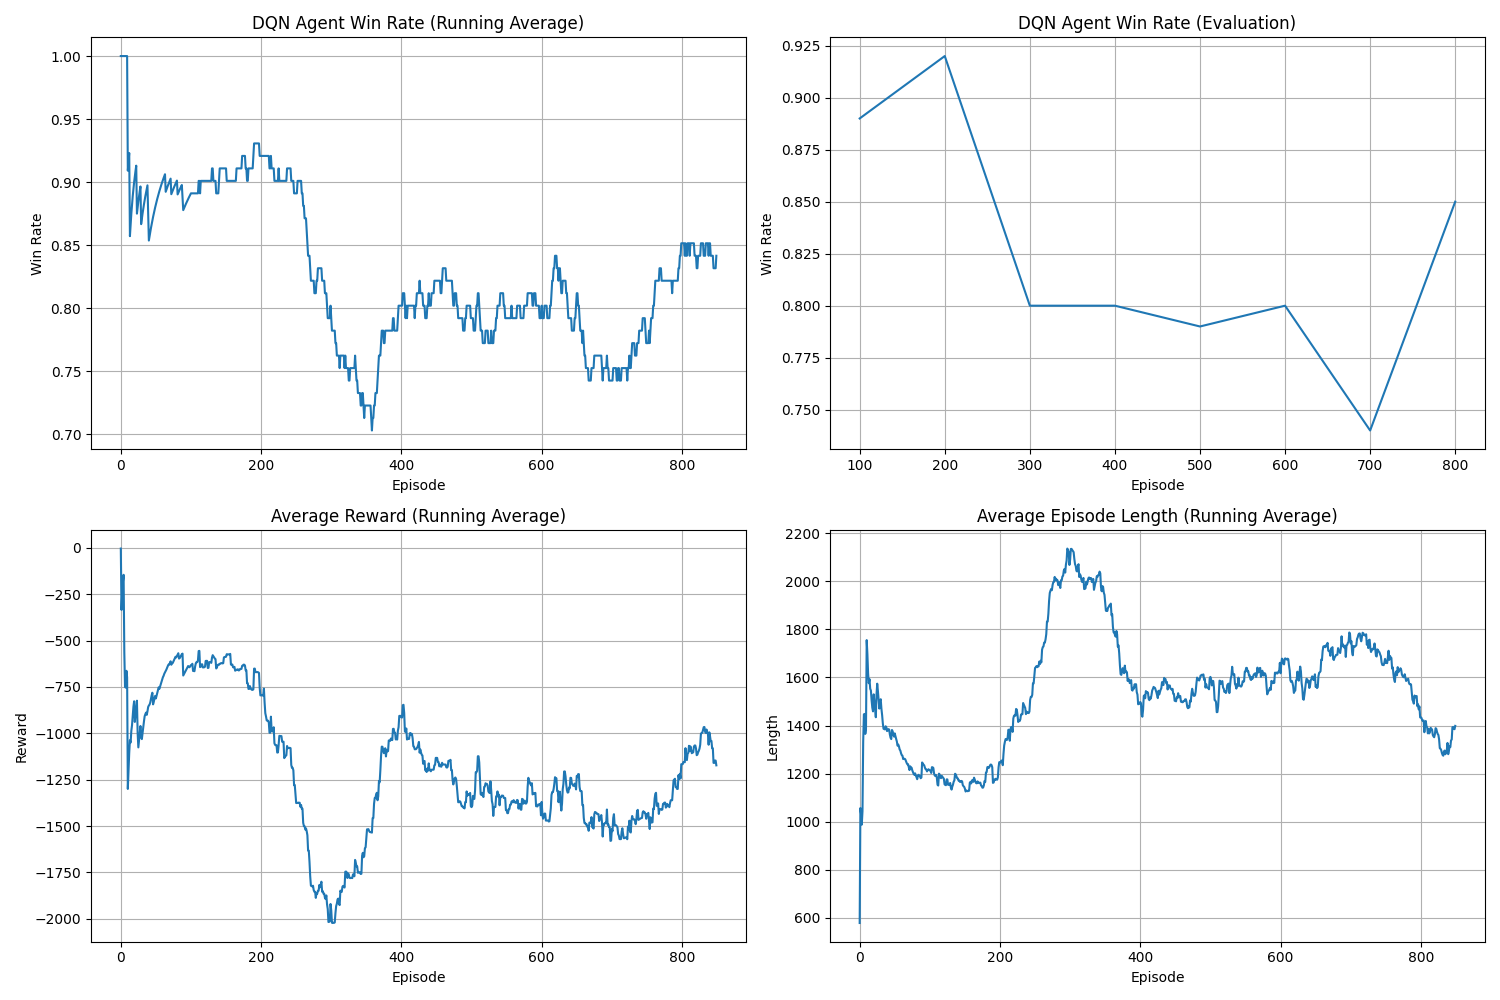 DQN Agent Win Rate (Running Average)
1.00
0.95
0.90
0.85
0.80
0.75
0.70
Win Rate
0 200 400 600 800
Episode
DQN Agent Win Rate (Evaluation)
0.925
0.900
0.875
0.850
0.825
0.800
0.775
0.750
Win Rate
100 200 300 400 500 600 700 800
Episode
Average Reward (Running Average)
0
−250
−500
−750
−1000
−1250
−1500
−1750
−2000
Reward
0 200 400 600 800
Episode
Average Episode Length (Running Average)
2200
2000
1800
1600
1400
1200
1000
800
600
Length
0 200 400 600 800
Episode